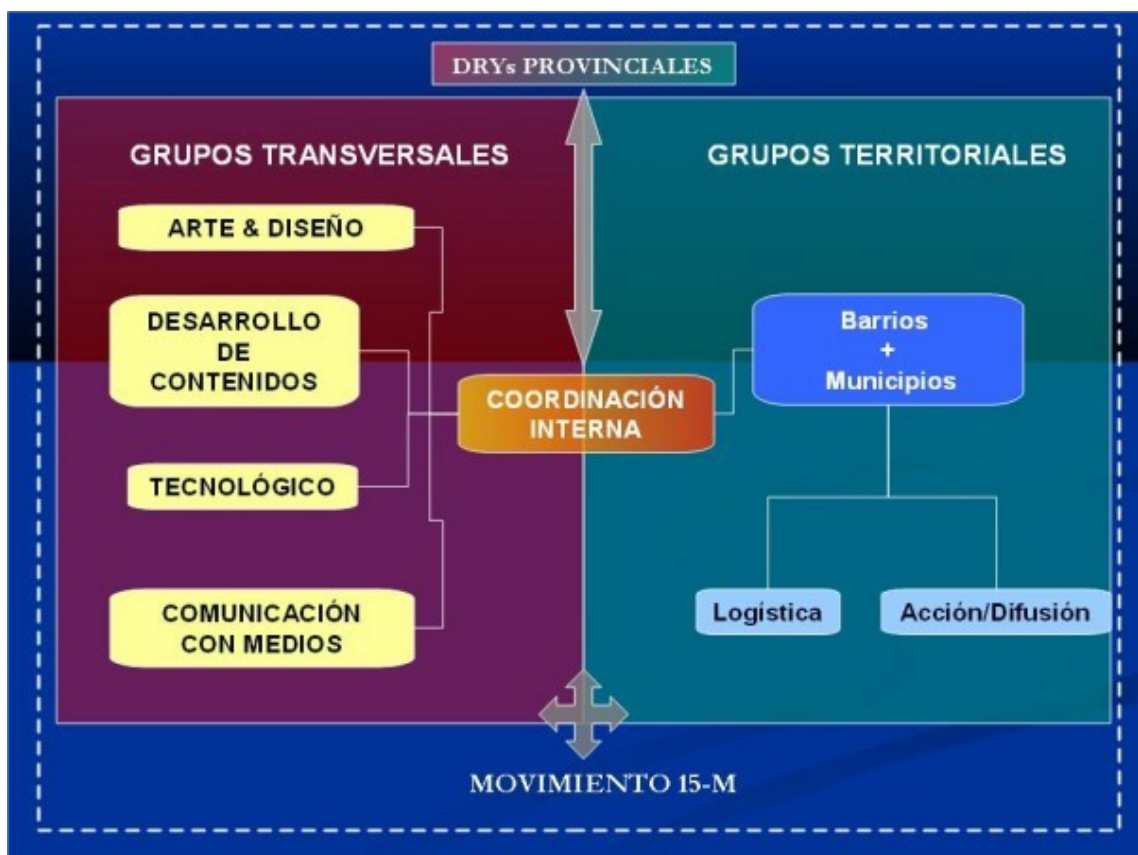 DRYs PROVINCIALES
GRUPOS TRANSVERSALES
ARTE & DISEÑO
DESARROLLO
DE
CONTENIDOS
TECNOLÓGICO
COMUNICACIÓN
CON MEDIOS
COORDINACIÓN
INTERNA
GRUPOS TERRITORIALES
Barrios
+
Municipios
Logística
Acción/Difusión
MOVIMIENTO 15-M